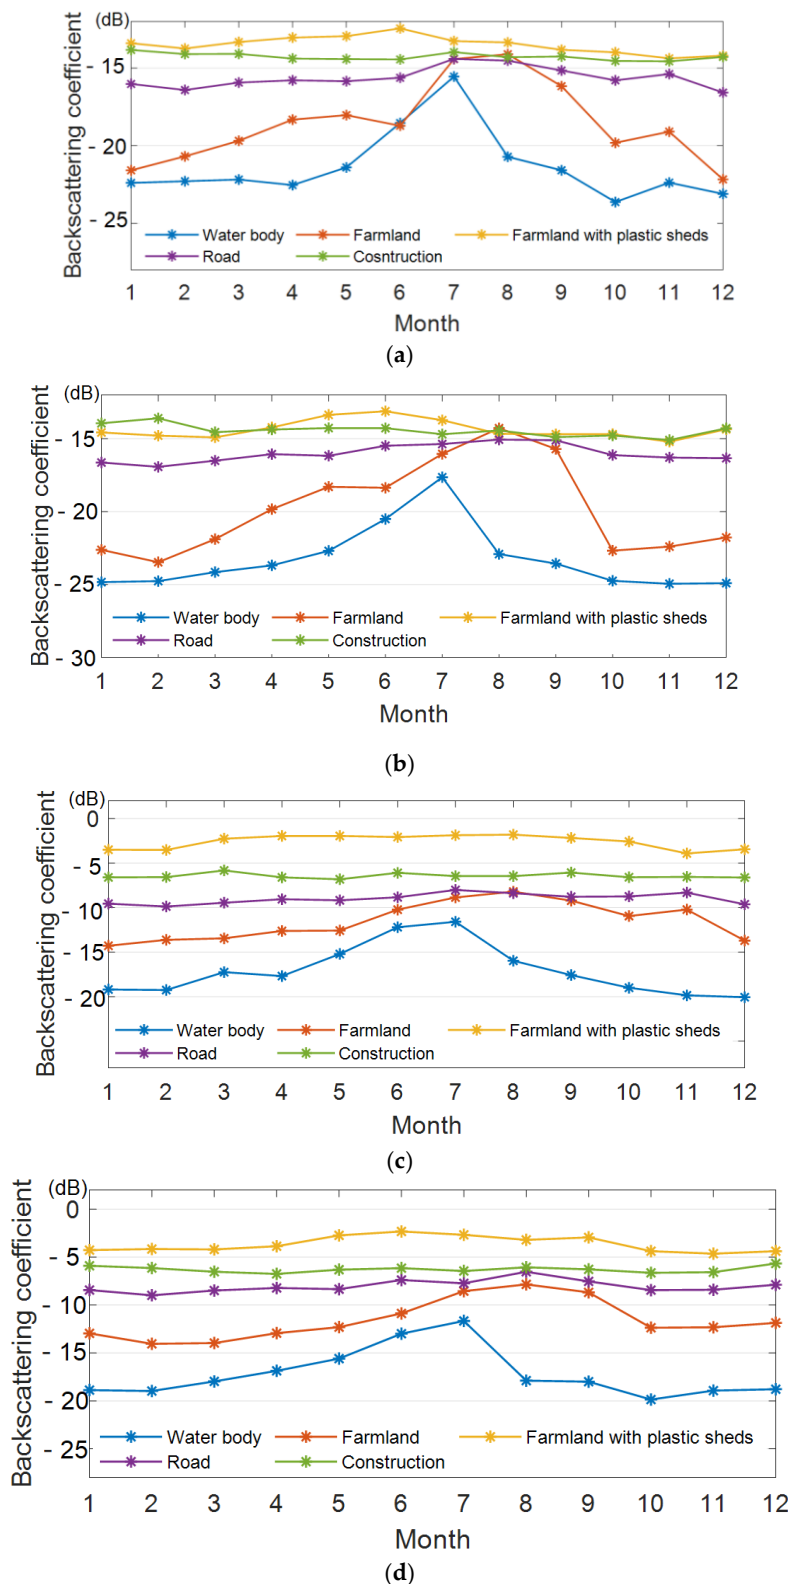 (dB)
Backscattering coefficient
- 15
- 20
- 25
Water body Farmland Farmland with plastic sheds
Road Cosntruction
1 2 3 4 5 6 7 8 9 10 11 12
Month
(a)
(dB)
Backscattering coefficient
- 15
- 20
- 25
- 30
Water body Farmland Farmland with plastic sheds
Road Construction
1 2 3 4 5 6 7 8 9 10 11 12
Month
(b)
(dB)
Backscattering coefficient
0
- 5
- 10
- 15
- 20
Water body Farmland Farmland with plastic sheds
Road Construction
1 2 3 4 5 6 7 8 9 10 11 12
Month
(c)
(dB)
Backscattering coefficient
0
- 5
- 10
- 15
- 20
- 25
Water body Farmland Farmland with plastic sheds
Road Construction
1 2 3 4 5 6 7 8 9 10 11 12
Month
(d)